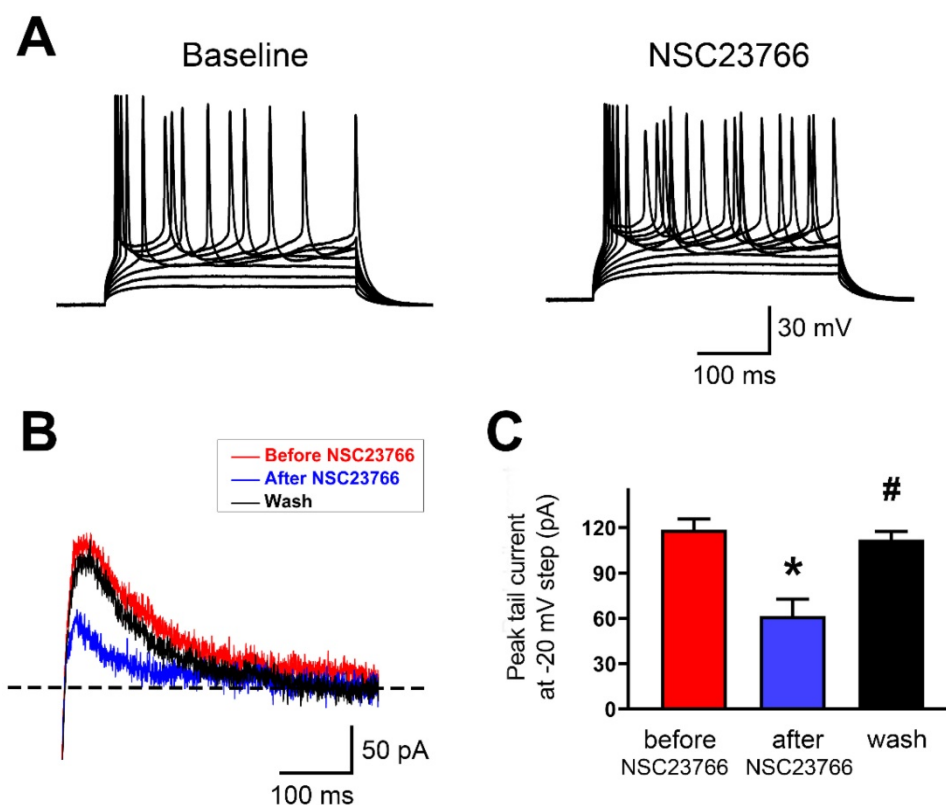 A
Baseline
NSC23766
30 mV
100 ms
B
Before NSC23766
After NSC23766
Wash
50 pA
100 ms
C
Peak tail current
at -20 mV step (pA)
120
90
60
30
0
*
#
before
NSC23766
after
NSC23766
wash